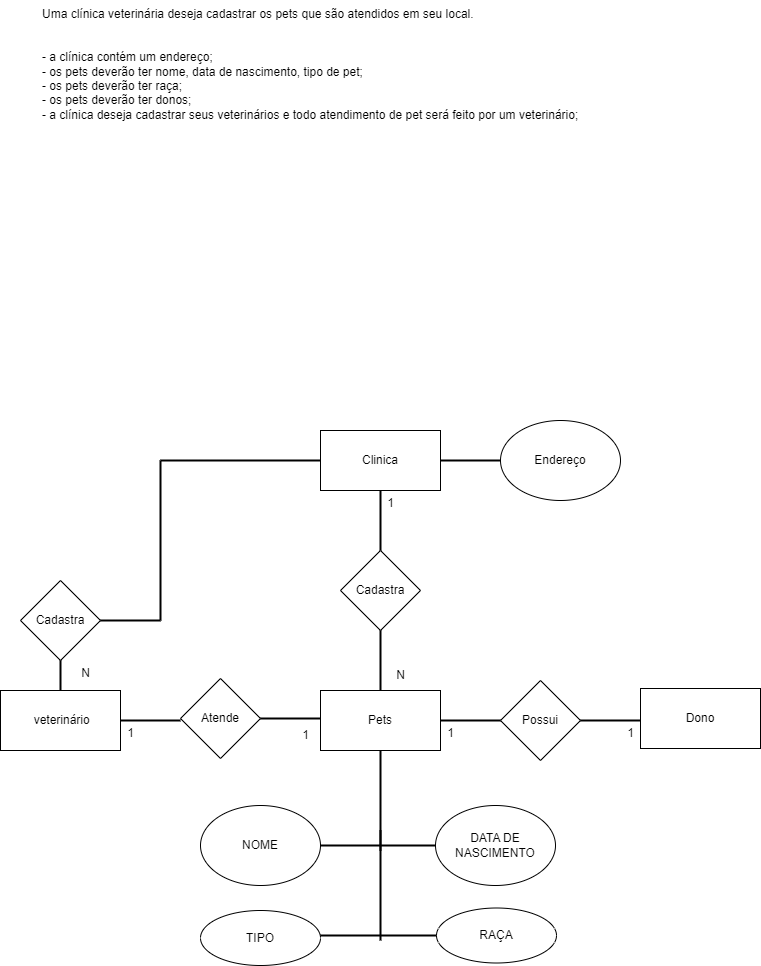 Uma clínica veterinária deseja cadastrar os pets que são atendidos em seu local.
- a clínica contém um endereço;
- os pets deverão ter nome, data de nascimento, tipo de pet;
- os pets deverão ter raça;
- os pets deverão ter donos;
- a clínica deseja cadastrar seus veterinários e todo atendimento de pet será feito por um veterinário;
Clinica
Endereço
1
Cadastra
Cadastra
N
N
veterinário
Atende
Pets
Possui
Dono
1
1
1
1
NOME
DATA DE
NASCIMENTO
TIPO
RAÇA